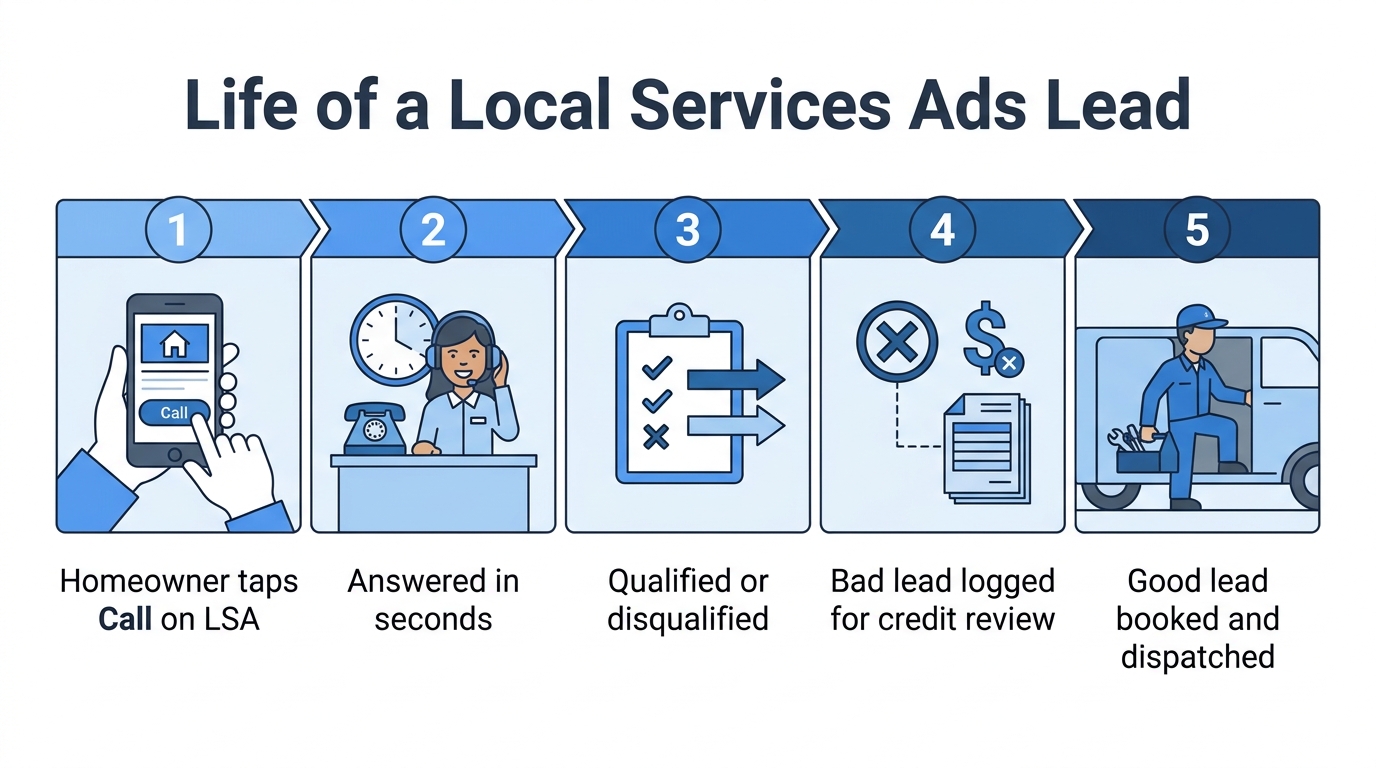 Life of a Local Services Ads Lead
1
2
3
4
5
Call
Homeowner taps
Call on LSA
Answered in
seconds
Qualified or
disqualified
Bad lead logged
for credit review
Good lead
booked and
dispatched